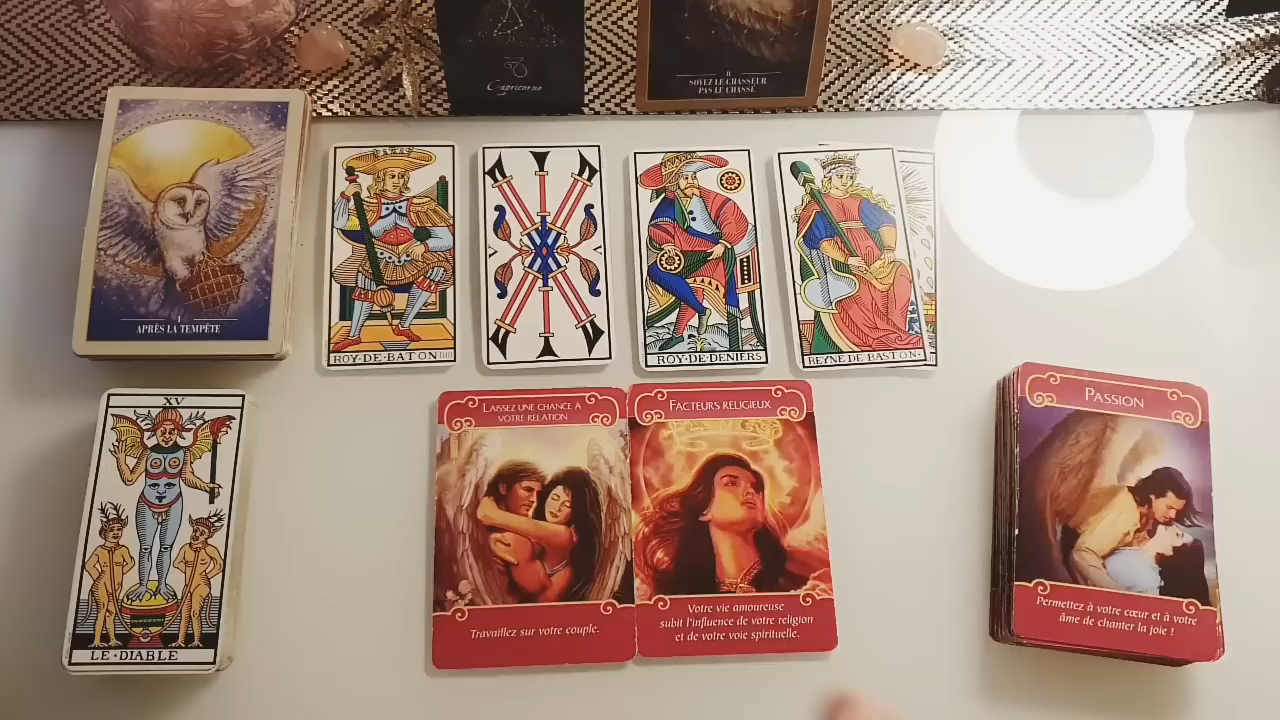 Capricorne
8
SOYEZ LE CHASSEUR
PAS LE CHASSÉ
1
APRÈS LA TEMPÊTE
ROY·DE·BATON
ROY·DE·DENIERS
REYNE DE BASTON·
XV
LE·DIABLE
LAISSEZ UNE CHANCE À
VOTRE RELATION
Travaillez sur votre couple.
FACTEURS RELIGIEUX
Votre vie amoureuse
subit l'influence de votre religion
et de votre voie spirituelle.
PASSION
Permettez à votre cœur et à votre
âme de chanter la joie !